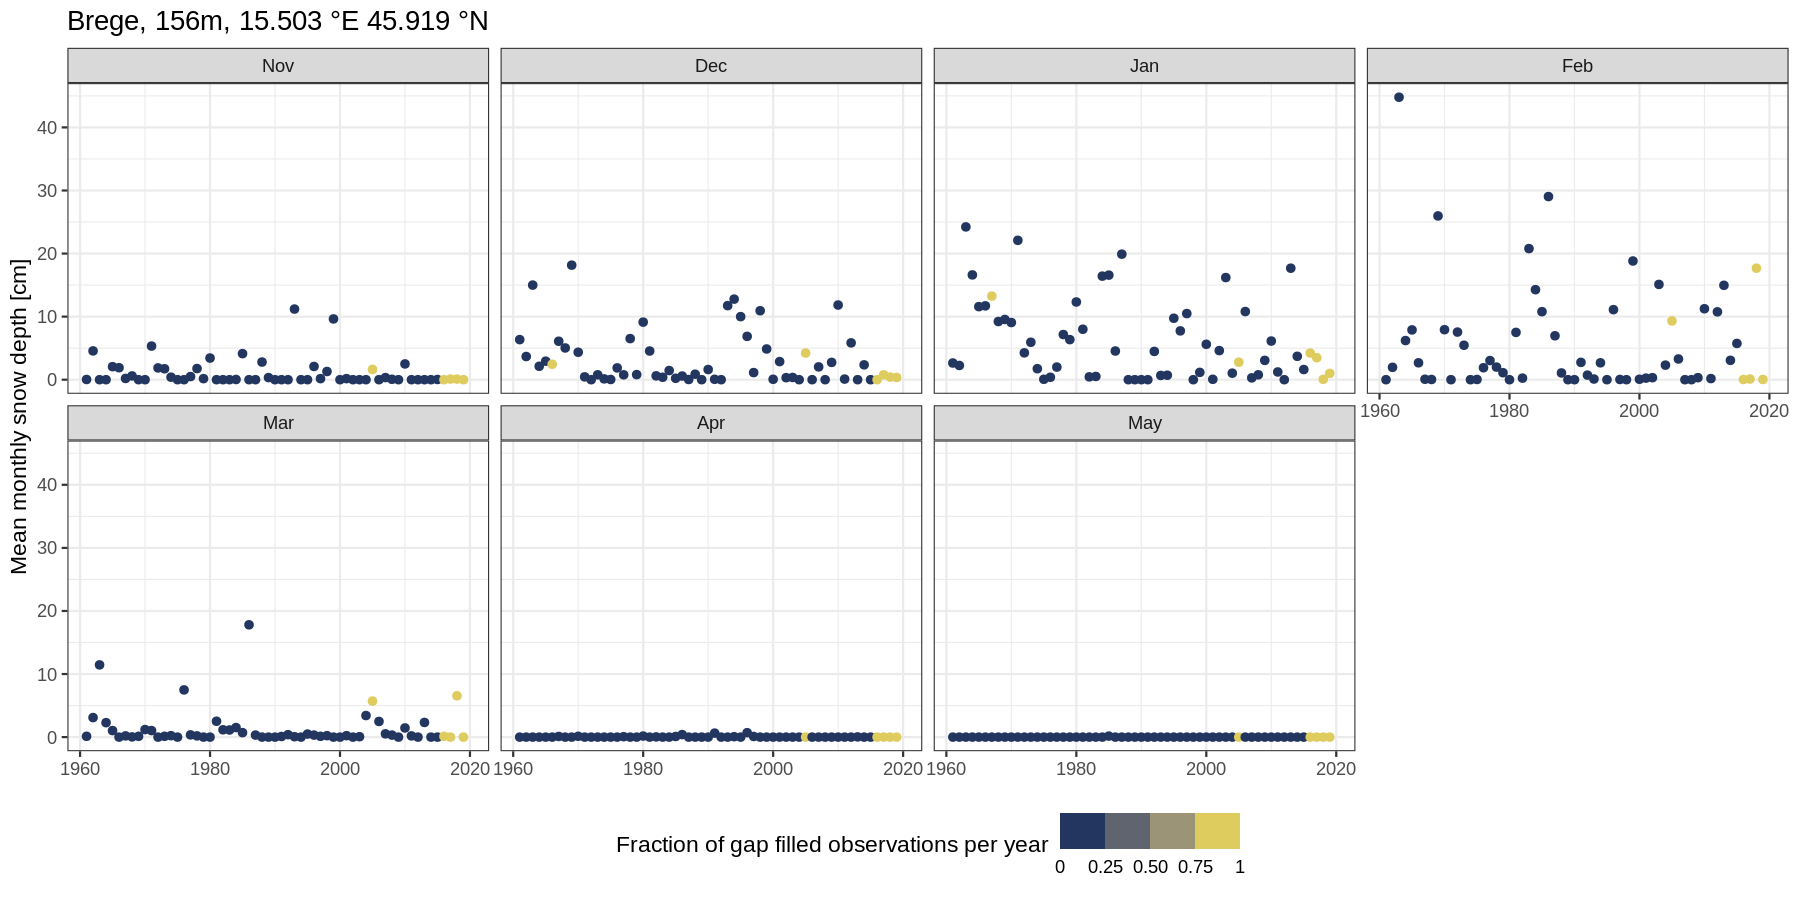 Brege, 156m, 15.503 °E 45.919 °N
Nov
Dec
Jan
Feb
Mean monthly snow depth [cm]
40
30
20
10
0
1960 1980 2000 2020
Mar
Apr
May
40
30
20
10
0
1960 1980 2000 2020
1960 1980 2000 2020
1960 1980 2000 2020
Fraction of gap filled observations per year
0 0.25 0.50 0.75 1